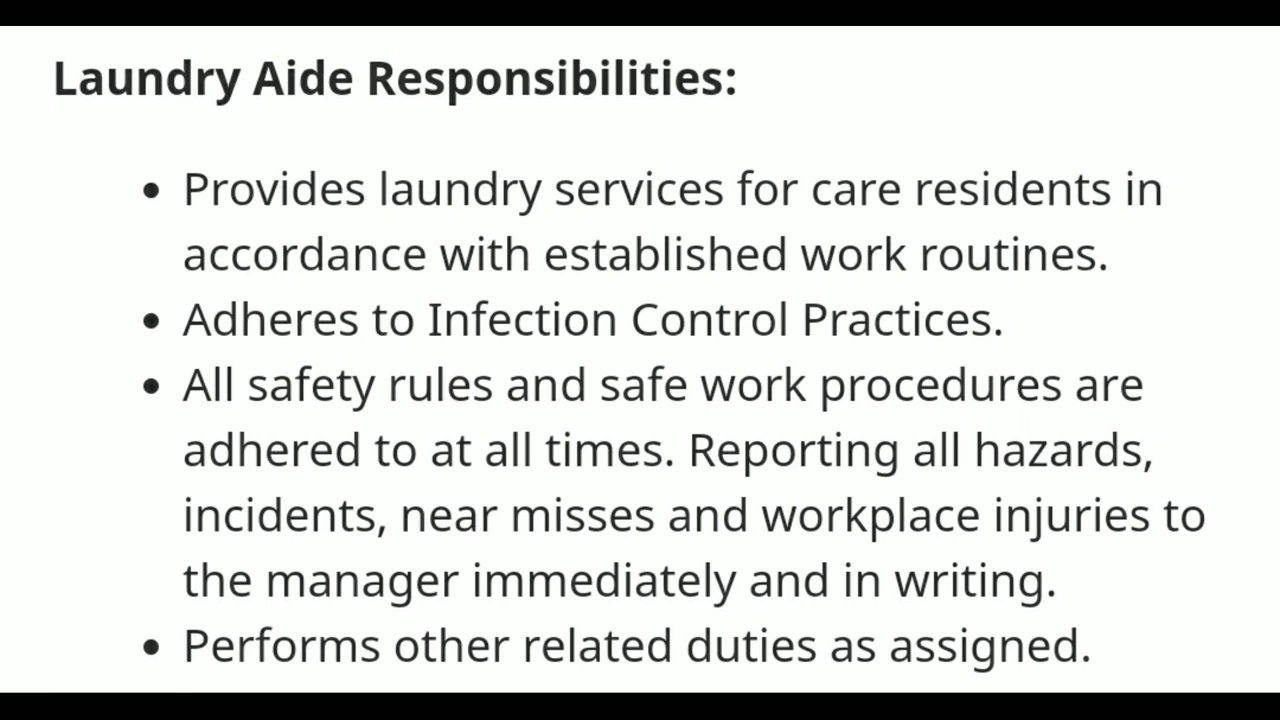 Laundry Aide Responsibilities:
• Provides laundry services for care residents in
accordance with established work routines.
• Adheres to Infection Control Practices.
• All safety rules and safe work procedures are
adhered to at all times. Reporting all hazards,
incidents, near misses and workplace injuries to
the manager immediately and in writing.
• Performs other related duties as assigned.